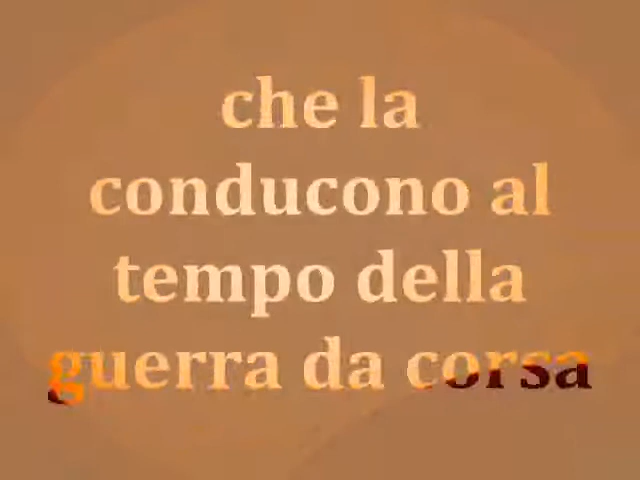 che la
conducono al
tempo della
guerra da corsa